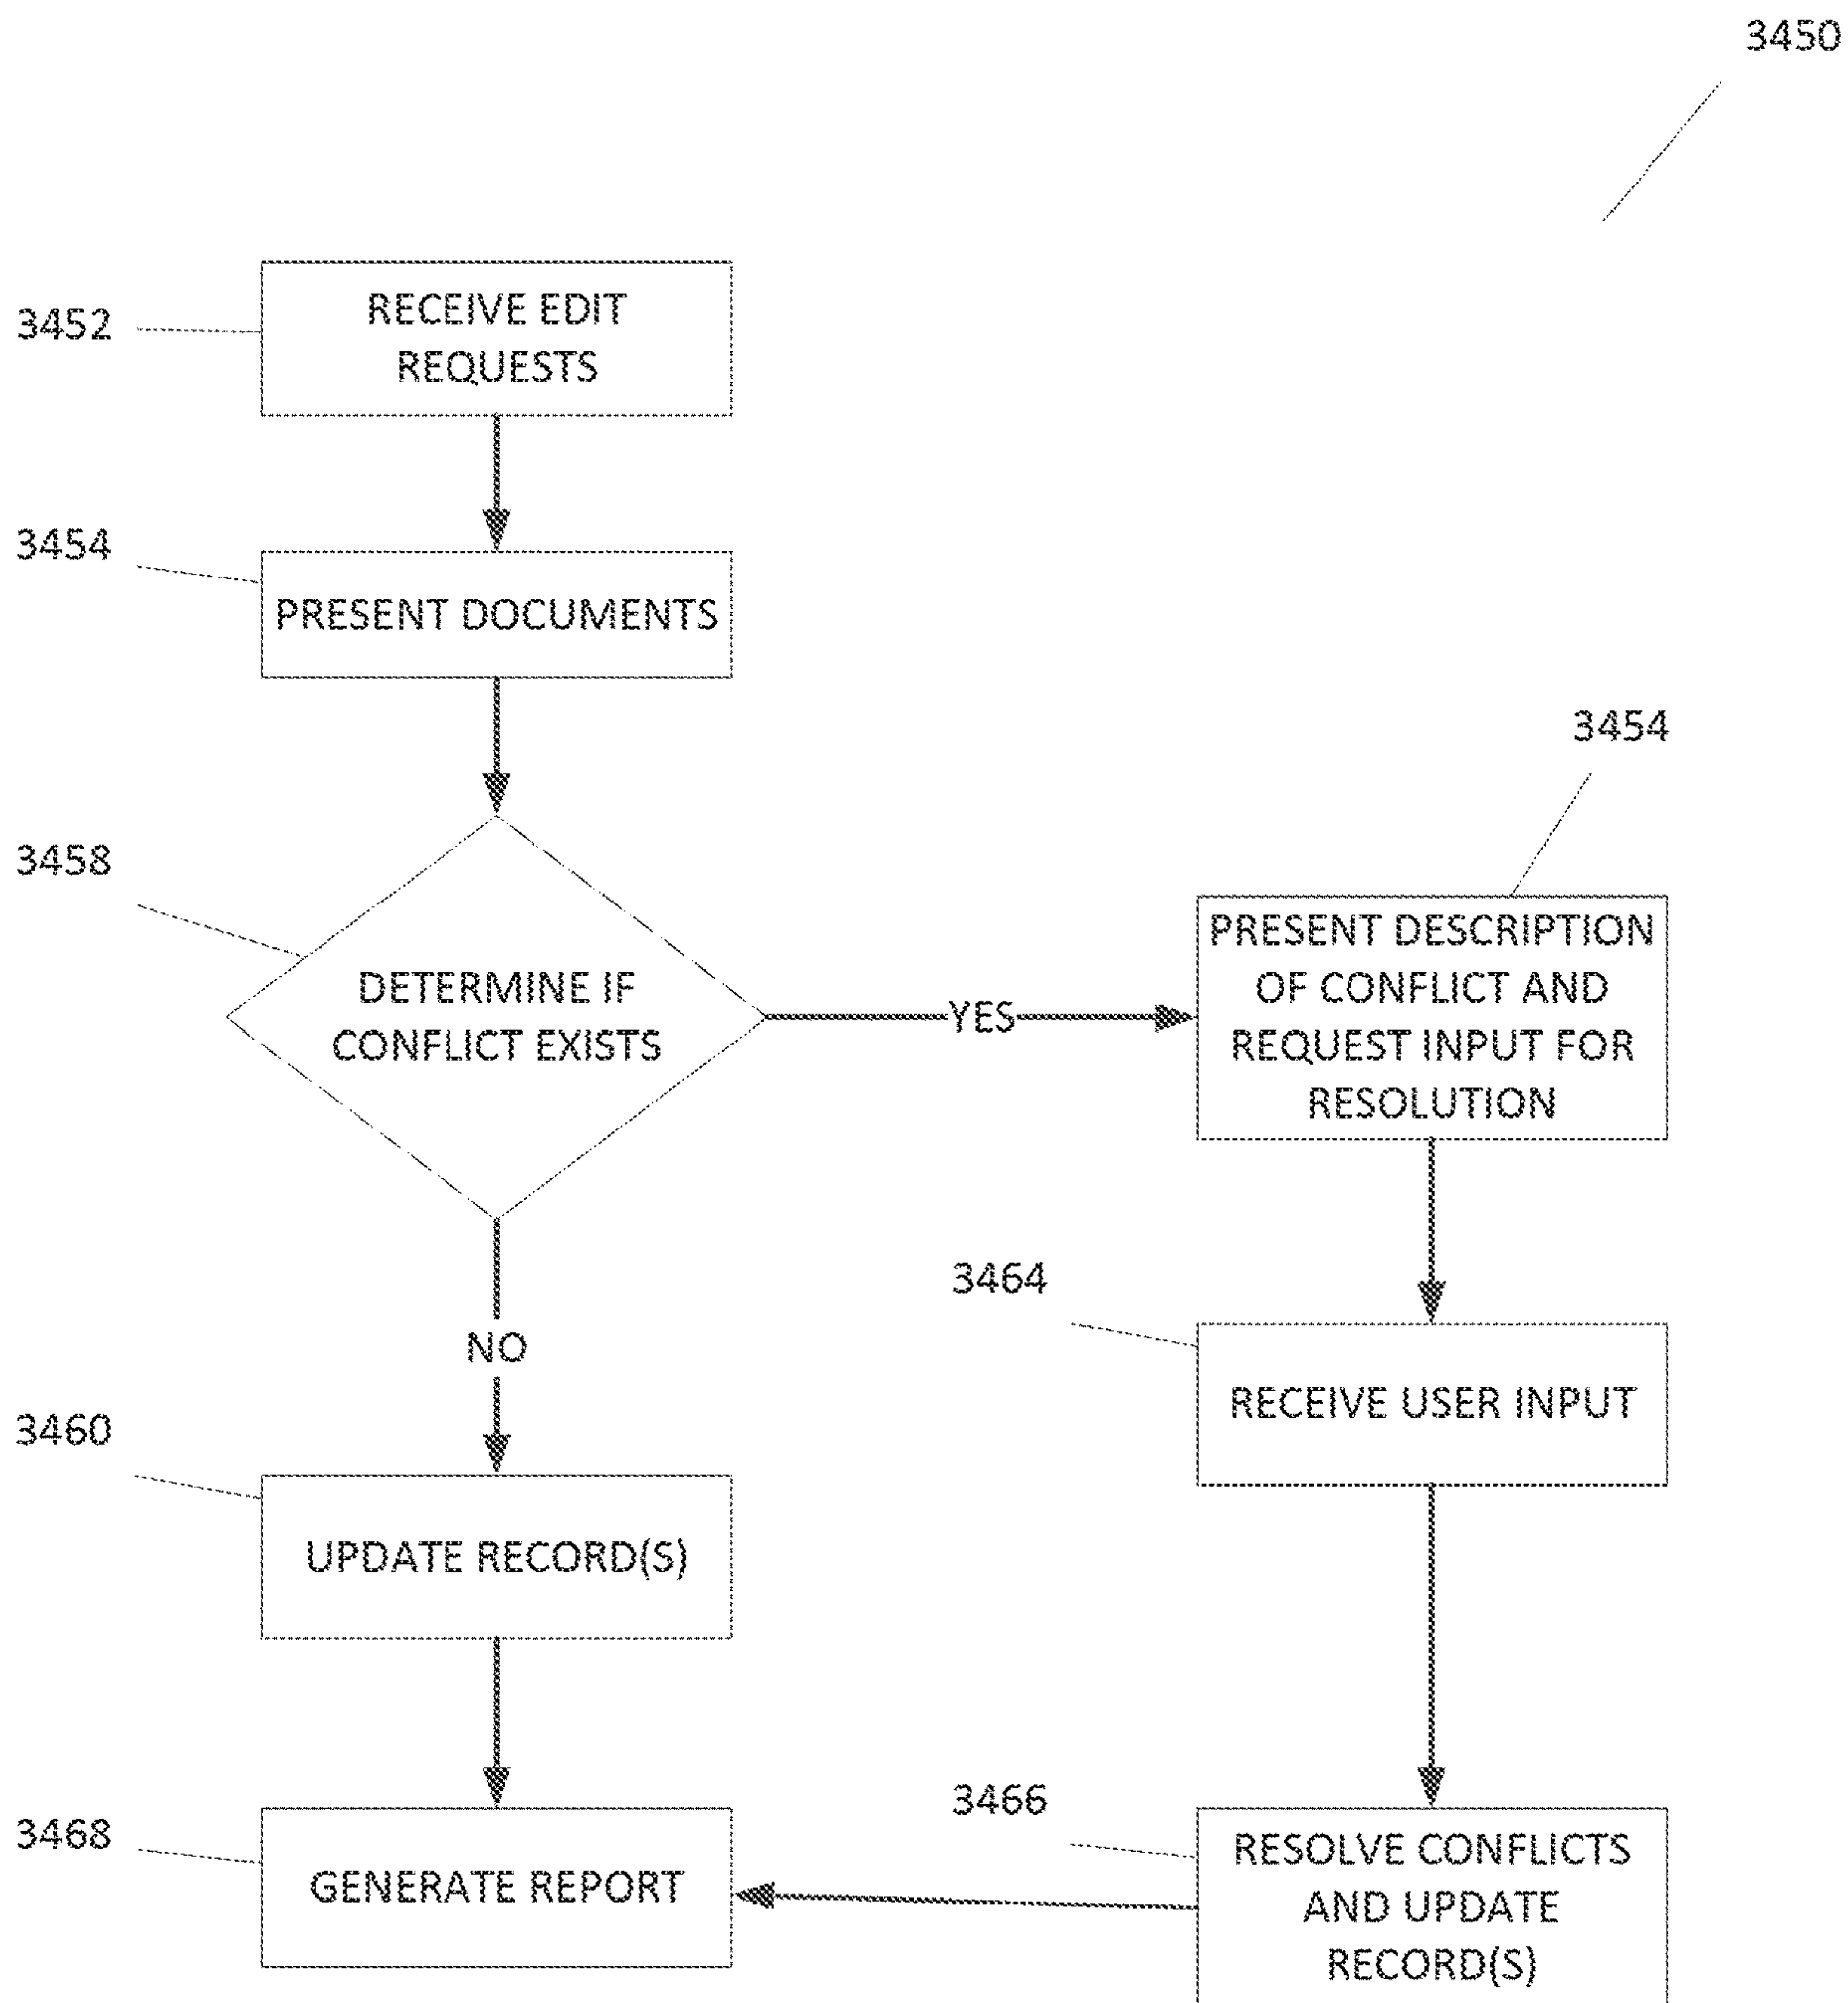 3450
3452
RECEIVE EDIT
REQUESTS
3454
PRESENT DOCUMENTS
3454
3458
DETERMINE IF
CONFLICT EXISTS
YES
PRESENT DESCRIPTION
OF CONFLICT AND
REQUEST INPUT FOR
RESOLUTION
NO
3464
RECEIVE USER INPUT
3460
UPDATE RECORD(S)
3466
RESOLVE CONFLICTS
AND UPDATE
RECORD(S)
3468
GENERATE REPORT